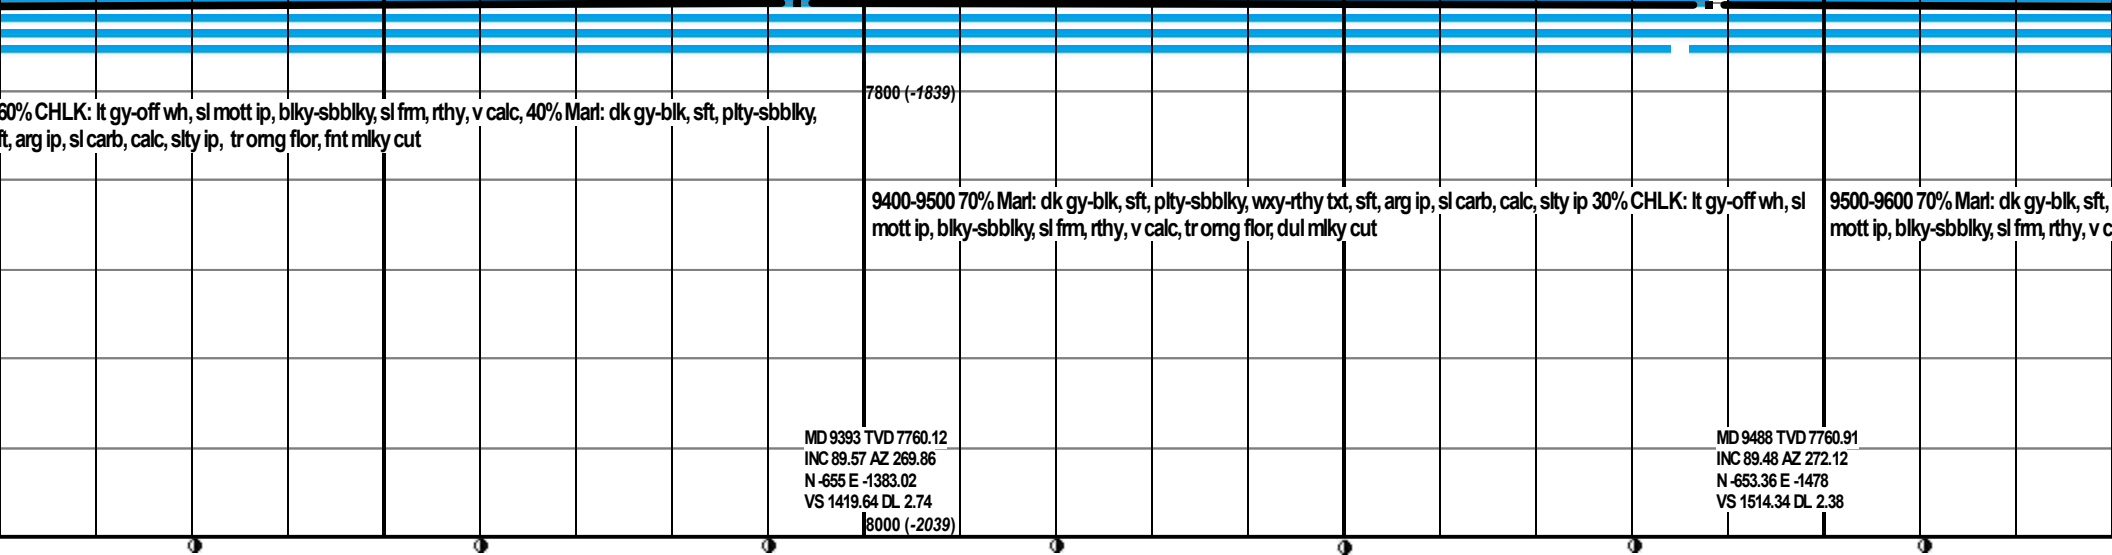 7800 (-1839)
60% CHLK: lt gy-off wh, sl mott ip, blky-sbblky, sl frm, rthy, v calc, 40% Marl: dk gy-blk, sft, plty-sbblky,
ft, arg ip, sl carb, calc, slty ip, tr orng flor, fnt mlky cut
9400-9500 70% Marl: dk gy-blk, sft, plty-sbblky, wxy-rthy txt, sft, arg ip, sl carb, calc, slty ip 30% CHLK: lt gy-off wh, sl
mott ip, blky-sbblky, sl frm, rthy, v calc, tr orng flor, dul mlky cut
9500-9600 70% Marl: dk gy-blk, sft,
mott ip, blky-sbblky, sl frm, rthy, v c
MD 9393 TVD 7760.12
INC 89.57 AZ 269.86
N -655 E -1383.02
VS 1419.64 DL 2.74
8000 (-2039)
MD 9488 TVD 7760.91
INC 89.48 AZ 272.12
N -653.36 E -1478
VS 1514.34 DL 2.38